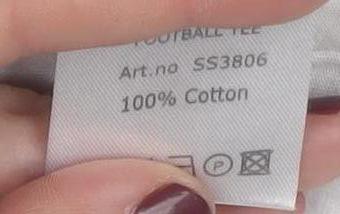 FOOTBALL TEE
Art.no SS3806
100% Cotton
P